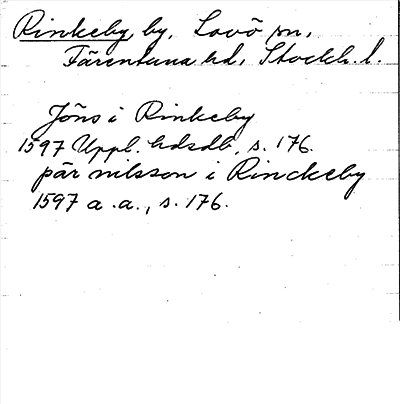 Rinkeby by, Lovö sn,
Färentuna hd, Stockh. l.
Jöns i Rinkeby
1597 Uppl. hdsdb, s. 176.
pär nilsson i Rinckeby
1597 a.a., s. 176.